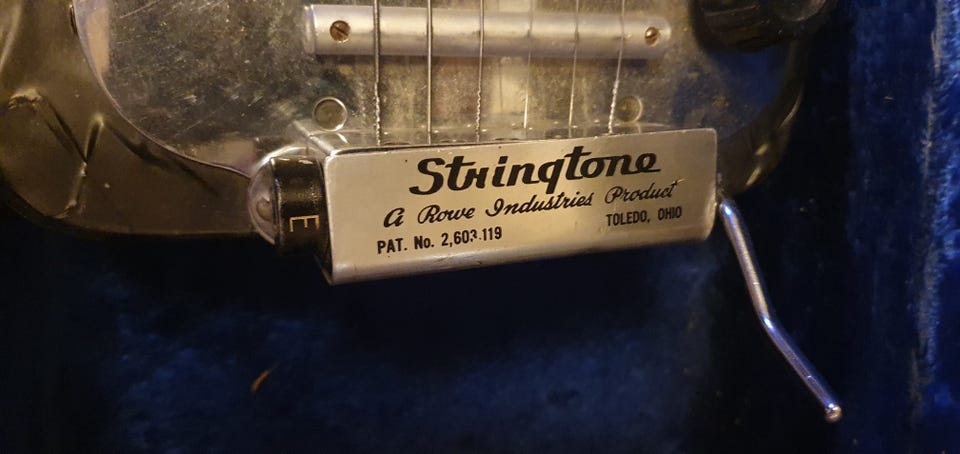 Stringtone
A Rowe Industries Product
PAT. No. 2,603.119
TOLEDO, OHIO
E